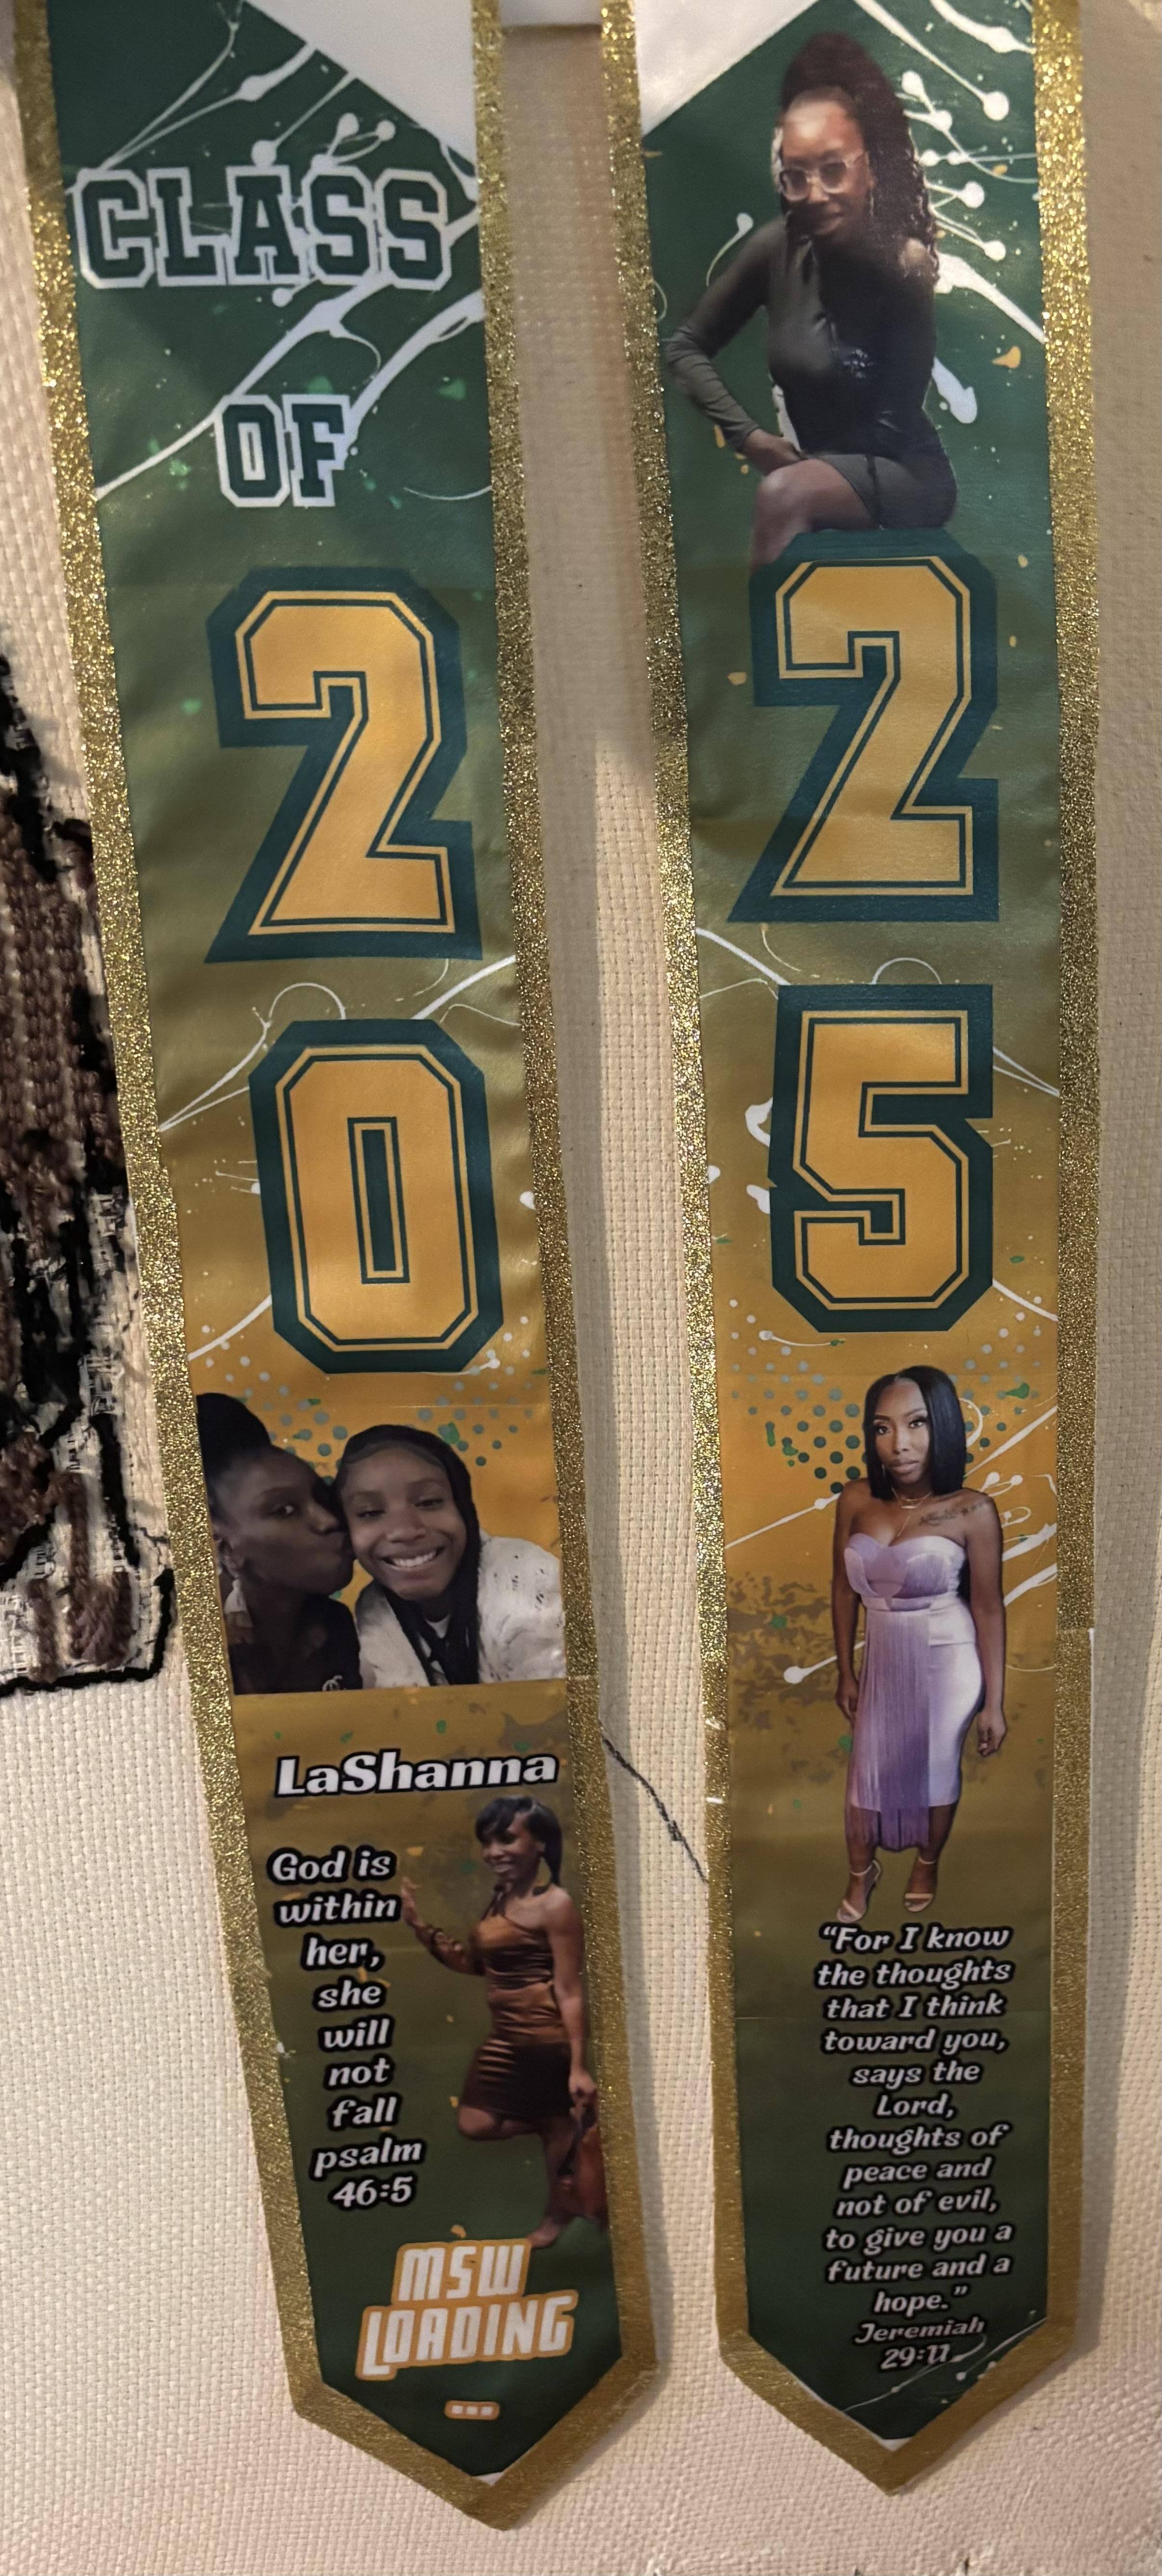 CLASS
OF
2
0
LaShanna
God is
within
her,
she
will
not
fall
psalm
46:5
MSW
LOADING
...
2
5
"For I know
the thoughts
that I think
toward you,
says the
Lord,
thoughts of
peace and
not of evil,
to give you a
future and a
hope."
Jeremiah
29:11